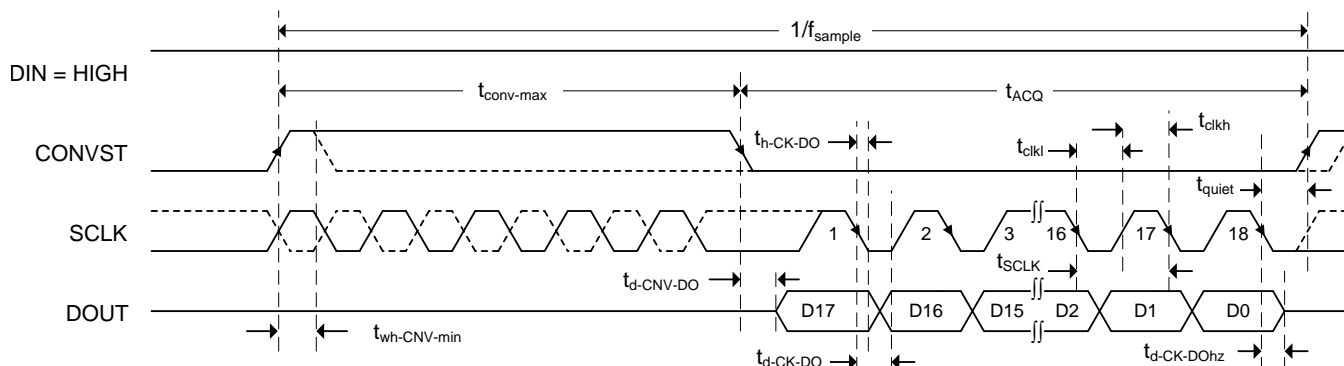 1/fsample
DIN = HIGH
tconv-max
tACQ
CONVST
th-CK-DO
tclkl
tclkh
tquiet
SCLK
1 2 3 16 17 18
tSCLK
td-CNV-DO
DOUT
D17 D16 D15 D2 D1 D0
twh-CNV-min
td-CK-DO
td-CK-DOhz